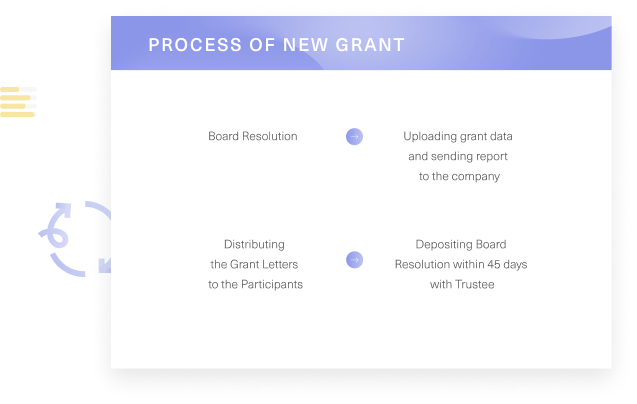 PROCESS OF NEW GRANT
Board Resolution
Uploading grant data
and sending report
to the company
Distributing
the Grant Letters
to the Participants
Depositing Board
Resolution within 45 days
with Trustee